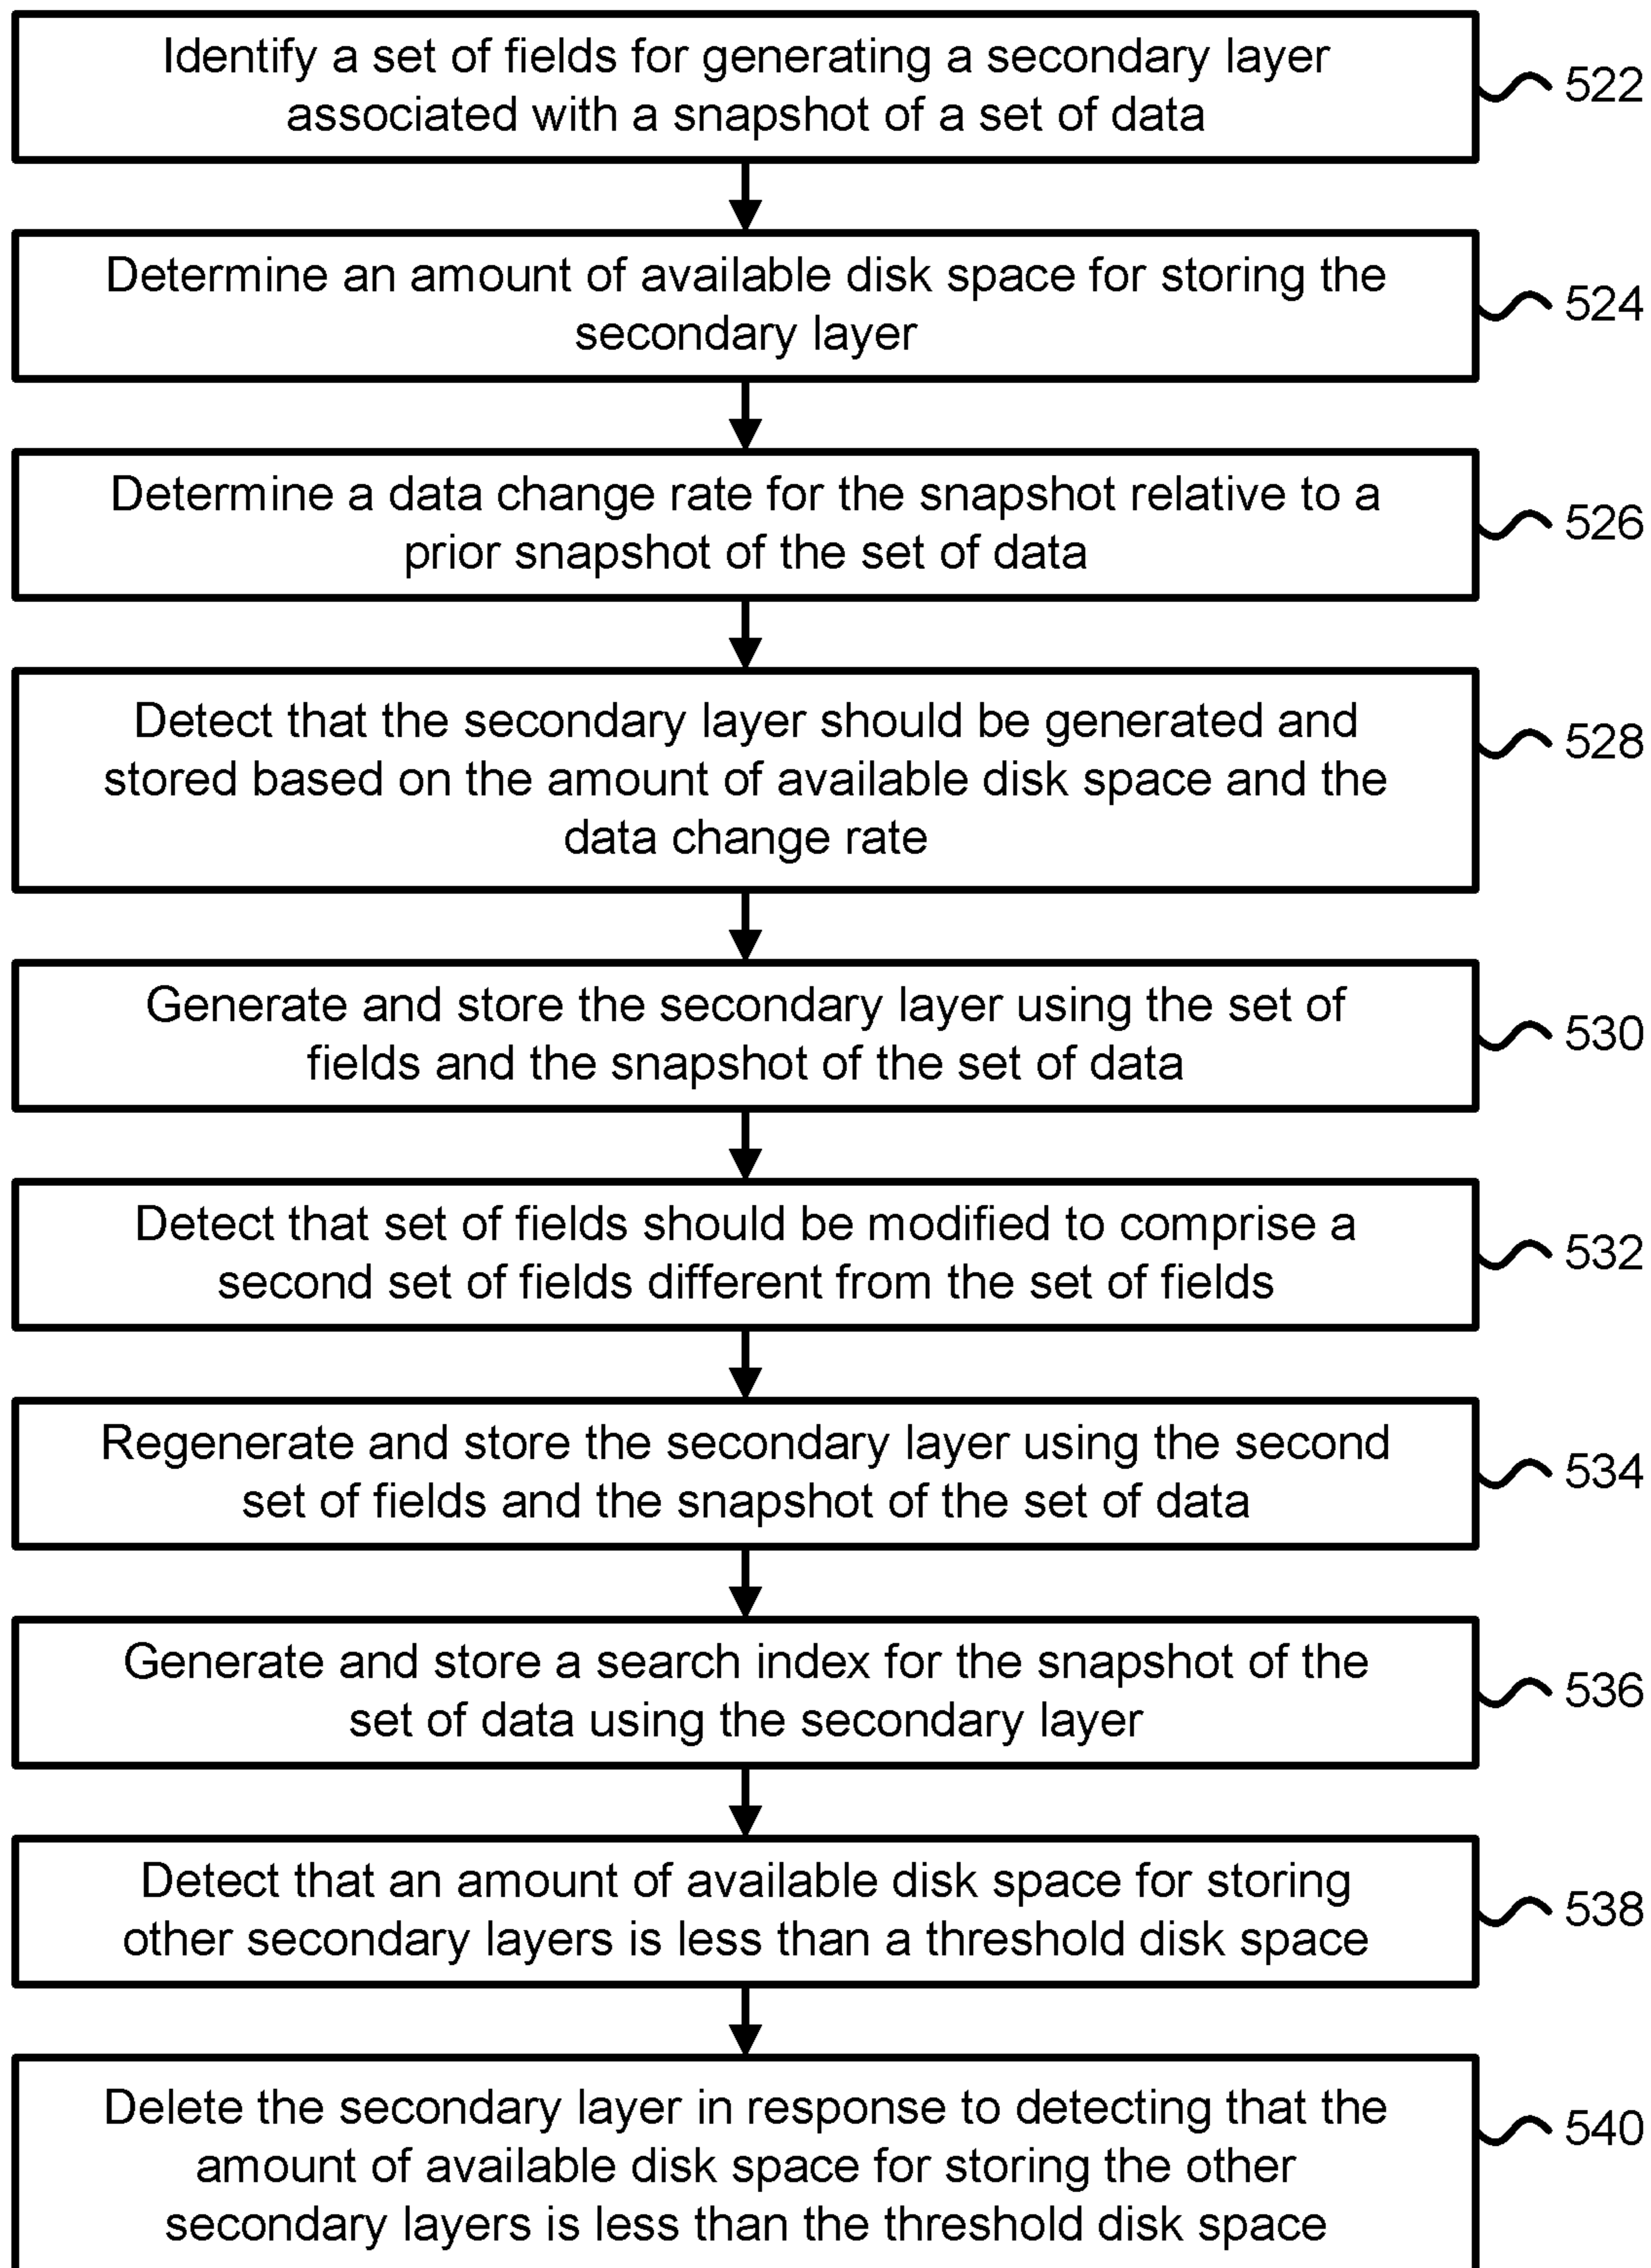 Identify a set of fields for generating a secondary layer
associated with a snapshot of a set of data
522
Determine an amount of available disk space for storing the
secondary layer
524
Determine a data change rate for the snapshot relative to a
prior snapshot of the set of data
526
Detect that the secondary layer should be generated and
stored based on the amount of available disk space and the
data change rate
528
Generate and store the secondary layer using the set of
fields and the snapshot of the set of data
530
Detect that set of fields should be modified to comprise a
second set of fields different from the set of fields
532
Regenerate and store the secondary layer using the second
set of fields and the snapshot of the set of data
534
Generate and store a search index for the snapshot of the
set of data using the secondary layer
536
Detect that an amount of available disk space for storing
other secondary layers is less than a threshold disk space
538
Delete the secondary layer in response to detecting that the
amount of available disk space for storing the other
secondary layers is less than the threshold disk space
540